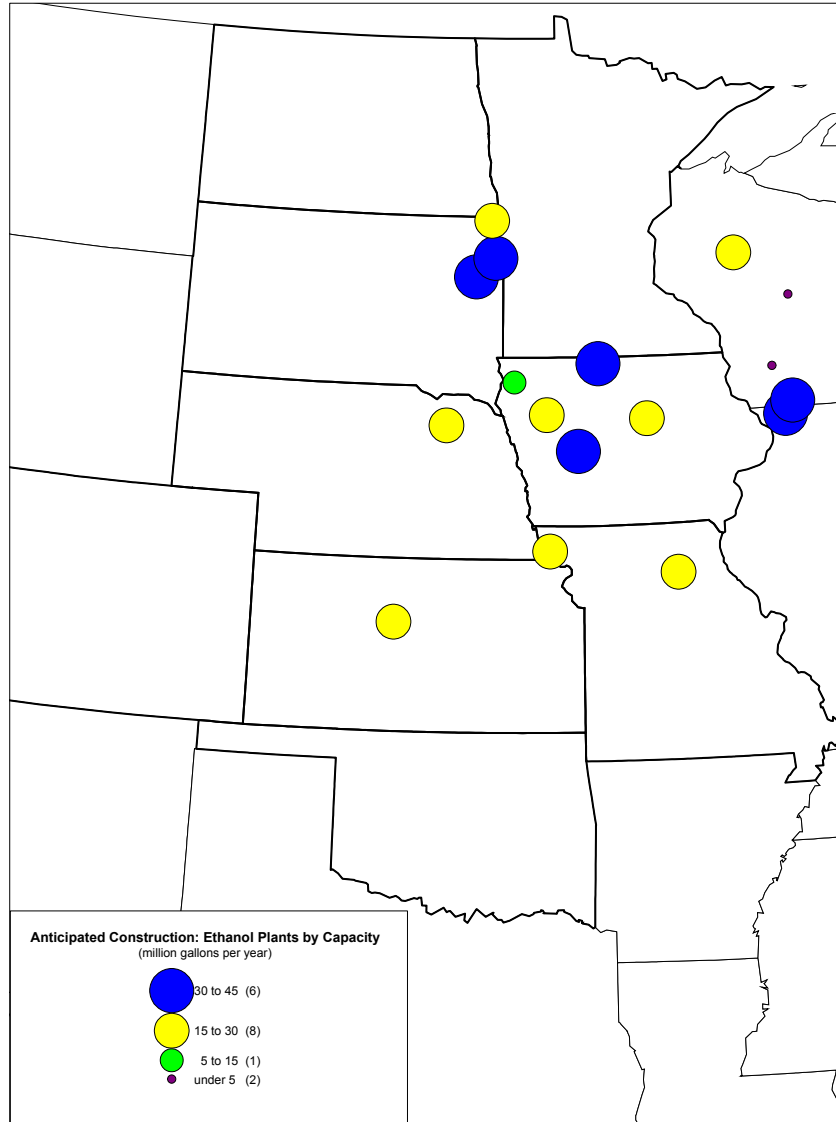 Anticipated Construction: Ethanol Plants by Capacity
(million gallons per year)
30 to 45 (6)
15 to 30 (8)
5 to 15 (1)
under 5 (2)